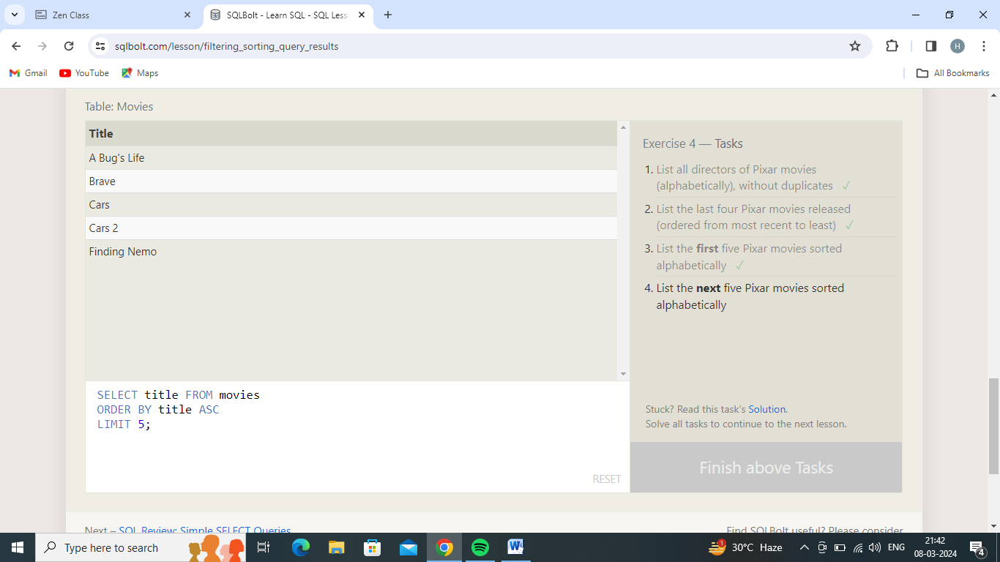 Zen Class
SQLBolt - Learn SQL - SQL Less
sqlbolt.com/lesson/filtering_sorting_query_results
H
Gmail YouTube Maps All Bookmarks
Table: Movies
Title
A Bug's Life
Brave
Cars
Cars 2
Finding Nemo
SELECT title FROM movies
ORDER BY title ASC
LIMIT 5;
RESET
Exercise 4 — Tasks
1. List all directors of Pixar movies
(alphabetically), without duplicates ✓
2. List the last four Pixar movies released
(ordered from most recent to least) ✓
3. List the first five Pixar movies sorted
alphabetically ✓
4. List the next five Pixar movies sorted
alphabetically
Stuck? Read this task's Solution.
Solve all tasks to continue to the next lesson.
Finish above Tasks
Next – SQL Review: Simple SELECT Queries
Find SQLBolt useful? Please consider
Type here to search
1
30°C Haze
ENG
21:42
08-03-2024
4